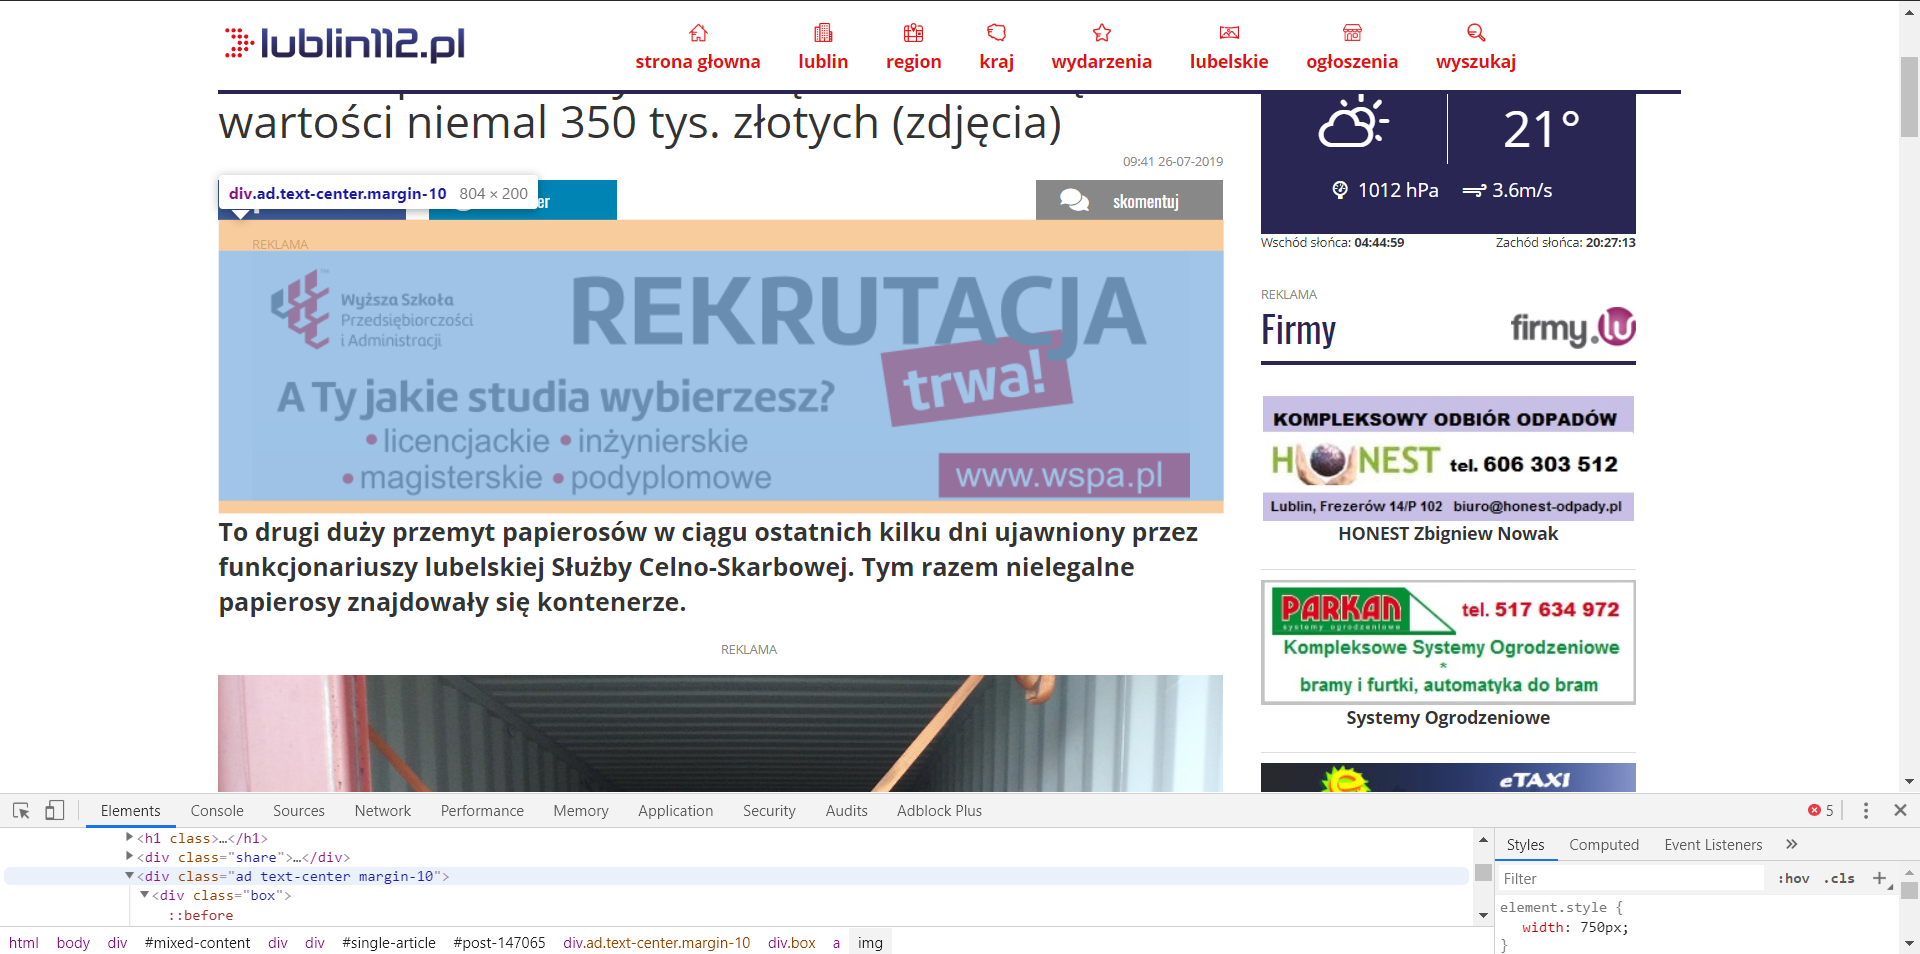 lublin112.pl
strona głowna
lublin
region
kraj
wydarzenia
lubelskie
ogłoszenia
wyszukaj
wartości niemal 350 tys. złotych (zdjęcia)
09:41 26-07-2019
div.ad.text-center.margin-10 804 × 200
er
skomentuj
REKLAMA
Wyższa Szkoła
Przedsiębiorczości
i Administracji
REKRUTACJA
trwa!
A Ty jakie studia wybierzesz?
• licencjackie • inżynierskie
• magisterskie • podyplomowe
www.wspa.pl
To drugi duży przemyt papierosów w ciągu ostatnich kilku dni ujawniony przez
funkcjonariuszy lubelskiej Służby Celno-Skarbowej. Tym razem nielegalne
papierosy znajdowały się kontenerze.
REKLAMA
21°
1012 hPa
3.6m/s
Wschód słońca: 04:44:59
Zachód słońca: 20:27:13
REKLAMA
Firmy
firmy.lu
KOMPLEKSOWY ODBIÓR ODPADÓW
HONEST tel. 606 303 512
Lublin, Frezerów 14/P 102 biuro@honest-odpady.pl
HONEST Zbigniew Nowak
PARKAN
systemy ogrodzeniowe
tel. 517 634 972
Kompleksowe Systemy Ogrodzeniowe
*
bramy i furtki, automatyka do bram
Systemy Ogrodzeniowe
eTAXI
Elements Console Sources Network Performance Memory Application Security Audits Adblock Plus
5
<h1 class>…</h1>
<div class="share">…</div>
<div class="ad text-center margin-10">
<div class="box">
::before
html body div #mixed-content div div #single-article #post-147065 div.ad.text-center.margin-10 div.box a img
Styles Computed Event Listeners »
Filter
:hov .cls +
element.style {
width: 750px;
}